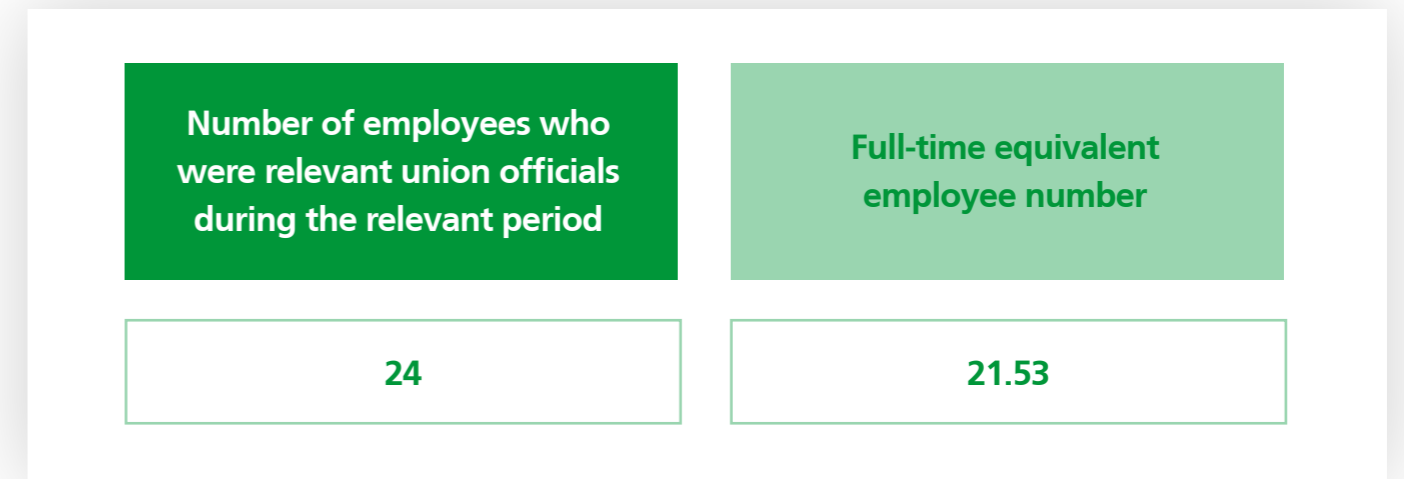 Number of employees who
were relevant union officials
during the relevant period
Full-time equivalent
employee number
24
21.53